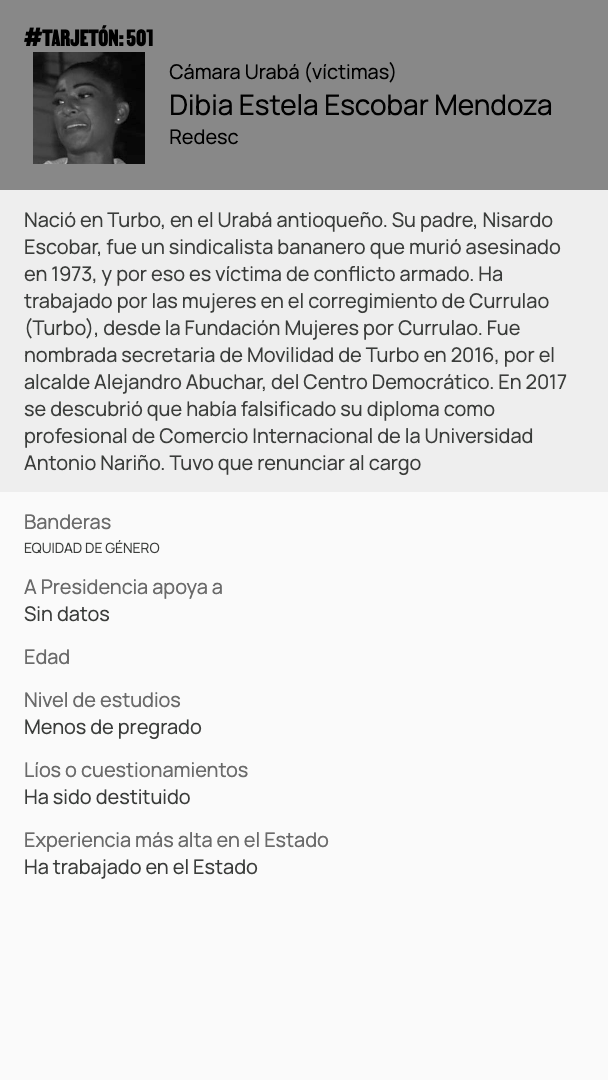 #TARJETÓN: 501
Cámara Urabá (víctimas)
Dibia Estela Escobar Mendoza
Redesc
Nació en Turbo, en el Urabá antioqueño. Su padre, Nisardo
Escobar, fue un sindicalista bananero que murió asesinado
en 1973, y por eso es víctima de conflicto armado. Ha
trabajado por las mujeres en el corregimiento de Currulao
(Turbo), desde la Fundación Mujeres por Currulao. Fue
nombrada secretaria de Movilidad de Turbo en 2016, por el
alcalde Alejandro Abuchar, del Centro Democrático. En 2017
se descubrió que había falsificado su diploma como
profesional de Comercio Internacional de la Universidad
Antonio Nariño. Tuvo que renunciar al cargo
Banderas
EQUIDAD DE GÉNERO
A Presidencia apoya a
Sin datos
Edad
Nivel de estudios
Menos de pregrado
Líos o cuestionamientos
Ha sido destituido
Experiencia más alta en el Estado
Ha trabajado en el Estado